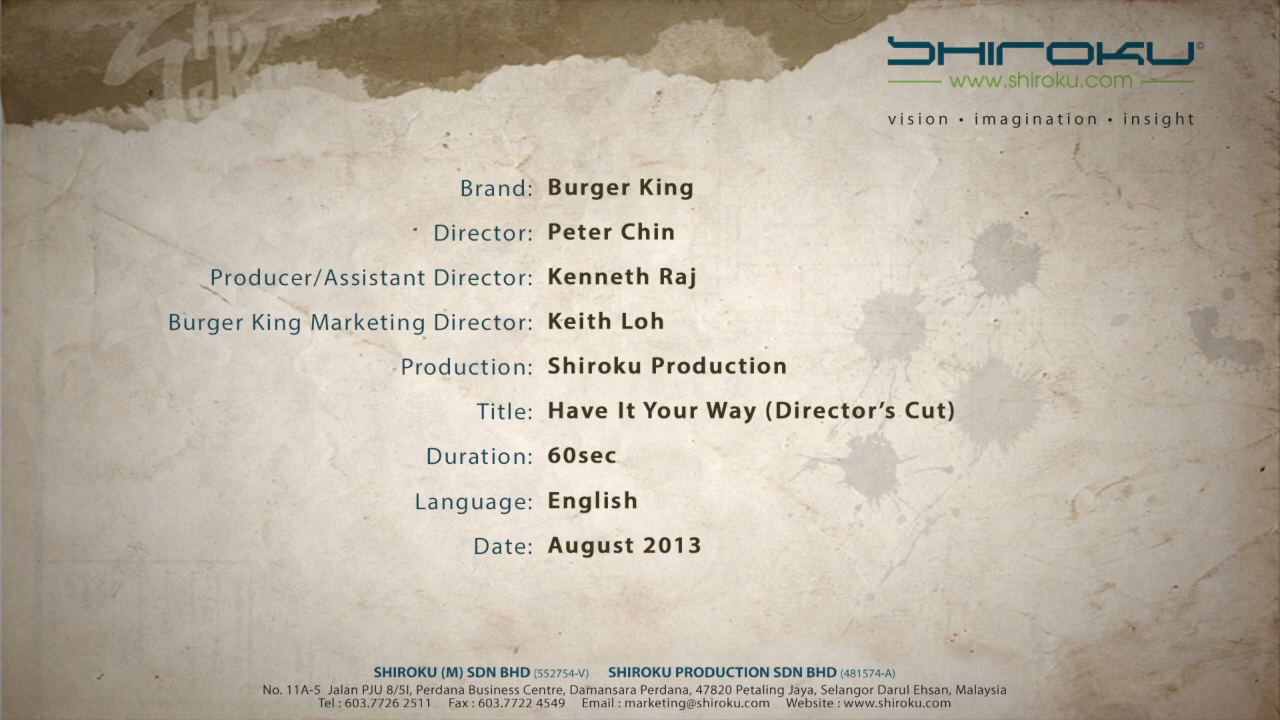 SHIROKU©
www.shiroku.com
vision • imagination • insight
Brand: Burger King
Director: Peter Chin
Producer/Assistant Director: Kenneth Raj
Burger King Marketing Director: Keith Loh
Production: Shiroku Production
Title: Have It Your Way (Director’s Cut)
Duration: 60sec
Language: English
Date: August 2013
SHIROKU (M) SDN BHD (552754-V) SHIROKU PRODUCTION SDN BHD (481574-A)
No. 11A-5 Jalan PJU 8/5I, Perdana Business Centre, Damansara Perdana, 47820 Petaling Jaya, Selangor Darul Ehsan, Malaysia
Tel : 603.7726 2511 Fax : 603.7722 4549 Email : marketing@shiroku.com Website : www.shiroku.com